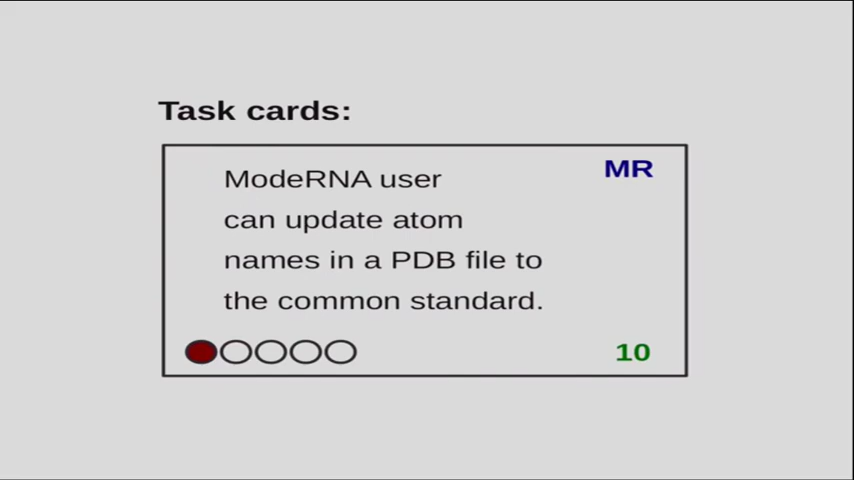 Task cards:
ModeRNA user
MR
can update atom
names in a PDB file to
the common standard.
10